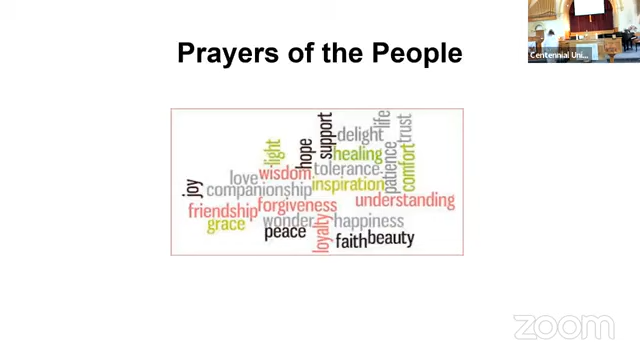 Prayers of the People
Centennial Uni...
life
trust
support
delight
light
hope
healing
patience
comfort
wisdom
tolerance
love
joy
companionship
inspiration
understanding
friendship
forgiveness
grace
wonder
loyalty
happiness
peace
faith
beauty
zoom